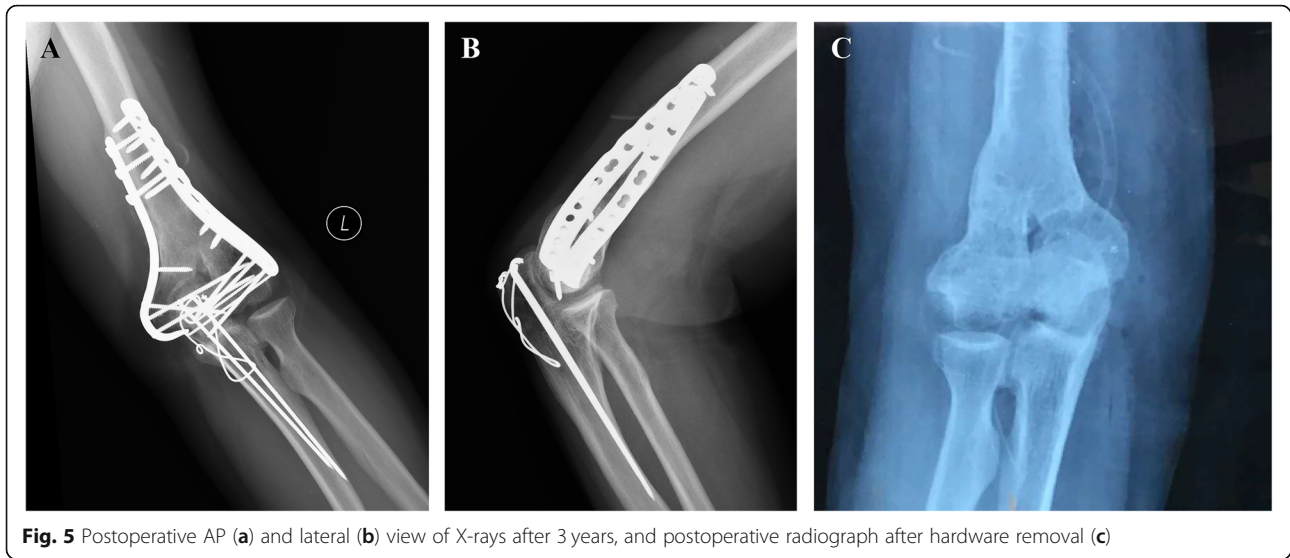 A
B
C
L
Fig. 5 Postoperative AP (a) and lateral (b) view of X-rays after 3 years, and postoperative radiograph after hardware removal (c)